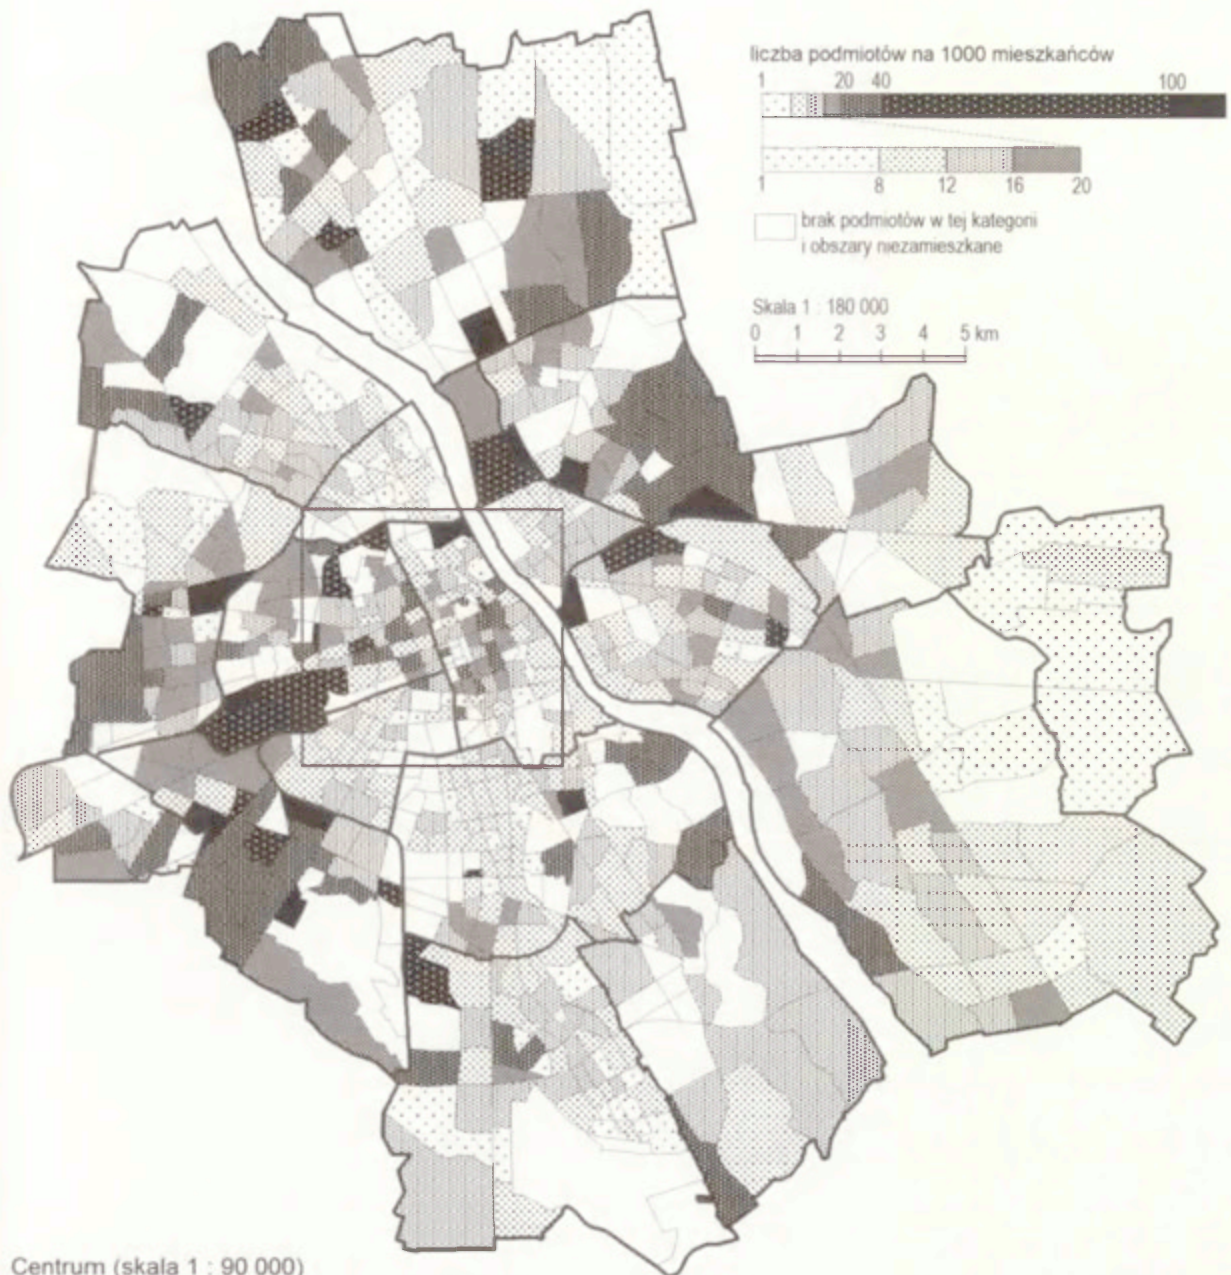 liczba podmiotów na 1000 mieszkańców
1 20 40 100
1 8 12 16 20
brak podmiotów w tej kategorii
i obszary niezamieszkane
Skala 1 : 180 000
0 1 2 3 4 5 km
Centrum (skala 1 : 90 000)